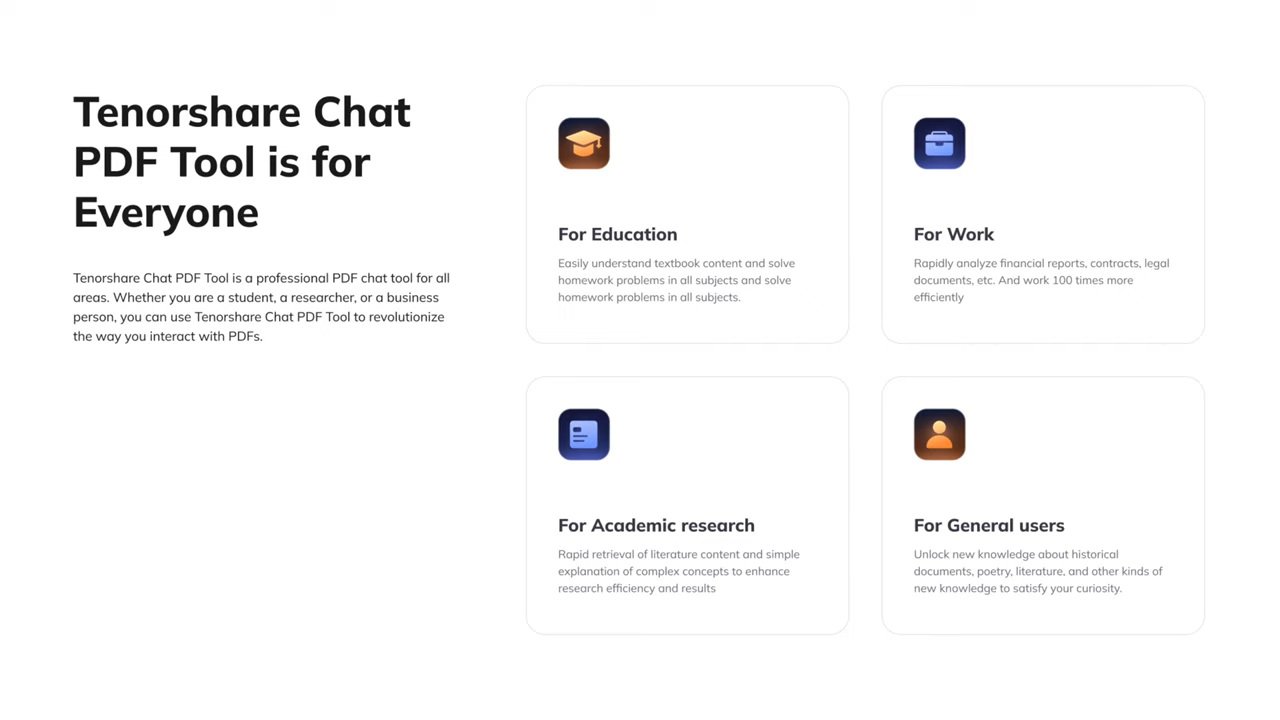 Tenorshare Chat
PDF Tool is for
Everyone
Tenorshare Chat PDF Tool is a professional PDF chat tool for all
areas. Whether you are a student, a researcher, or a business
person, you can use Tenorshare Chat PDF Tool to revolutionize
the way you interact with PDFs.
For Education
Easily understand textbook content and solve
homework problems in all subjects and solve
homework problems in all subjects.
For Work
Rapidly analyze financial reports, contracts, legal
documents, etc. And work 100 times more
efficiently
For Academic research
Rapid retrieval of literature content and simple
explanation of complex concepts to enhance
research efficiency and results
For General users
Unlock new knowledge about historical
documents, poetry, literature, and other kinds of
new knowledge to satisfy your curiosity.